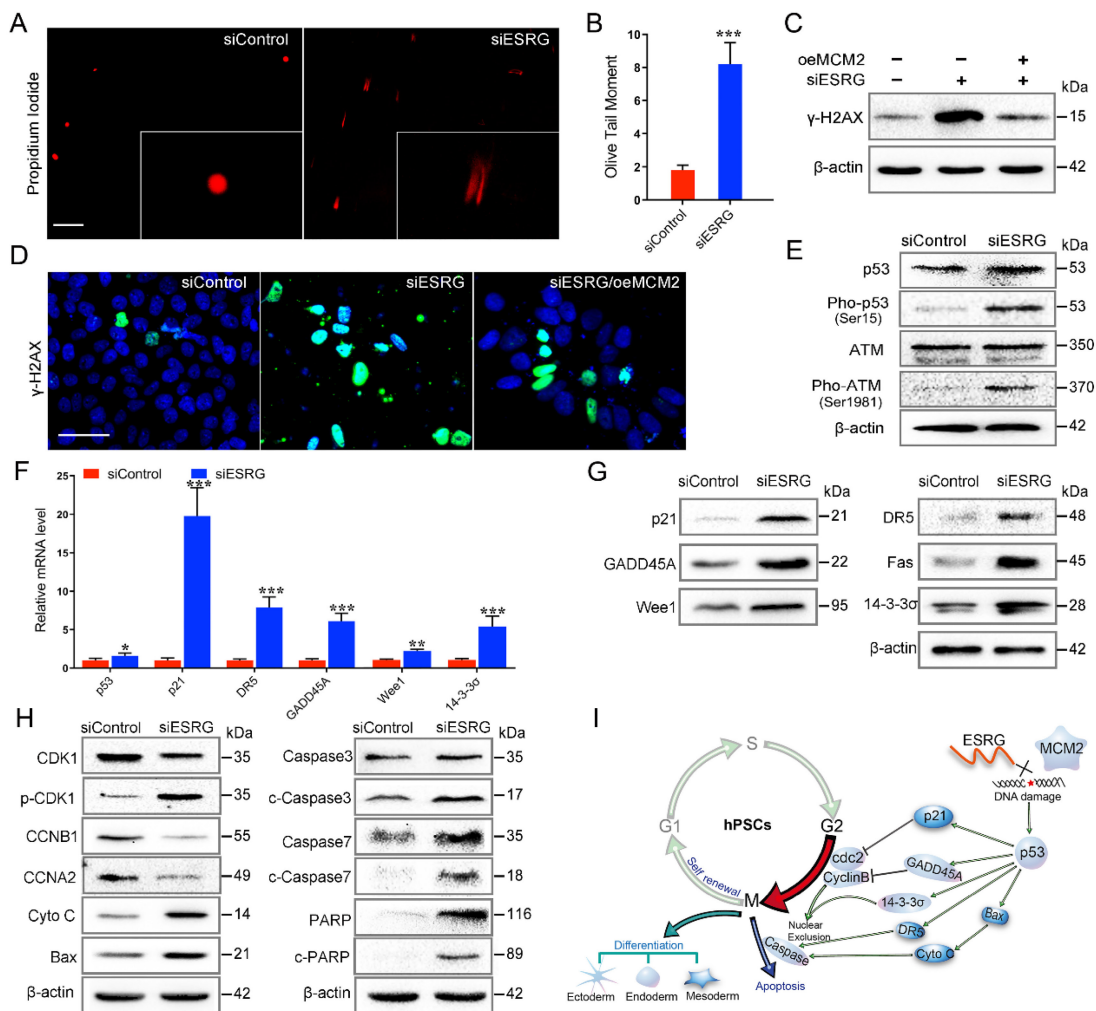 A
siControl
siESRG
Propidium Iodide
B
Olive Tail Moment
10
8
6
4
2
0
***
siControl
siESRG
C
oeMCM2 – – +
siESRG – + +
kDa
γ-H2AX
15
β-actin
42
D
siControl
siESRG
siESRG/oeMCM2
γ-H2AX
E
siControl siESRG kDa
p53
53
Pho-p53
(Ser15)
53
ATM
350
Pho-ATM
(Ser1981)
370
β-actin
42
F
siControl
siESRG
Relative mRNA level
25
20
15
10
5
0
*
***
***
***
**
***
p53
p21
DR5
GADD45A
Wee1
14-3-3σ
G
siControl siESRG kDa
p21
21
GADD45A
22
Wee1
95
siControl siESRG kDa
DR5
48
Fas
45
14-3-3σ
28
β-actin
42
H
siControl siESRG kDa
CDK1
35
p-CDK1
35
CCNB1
55
CCNA2
49
Cyto C
14
Bax
21
β-actin
42
siControl siESRG kDa
Caspase3
35
c-Caspase3
17
Caspase7
35
c-Caspase7
18
PARP
116
c-PARP
89
β-actin
42
I
S
G1
hPSCs
G2
M
Self renewal
ESRG
MCM2
DNA damage
p53
p21
cdc2
CyclinB
GADD45A
14-3-3σ
Nuclear
Exclusion
DR5
Bax
Cyto C
Caspase
Apoptosis
Differentiation
Ectoderm
Endoderm
Mesoderm